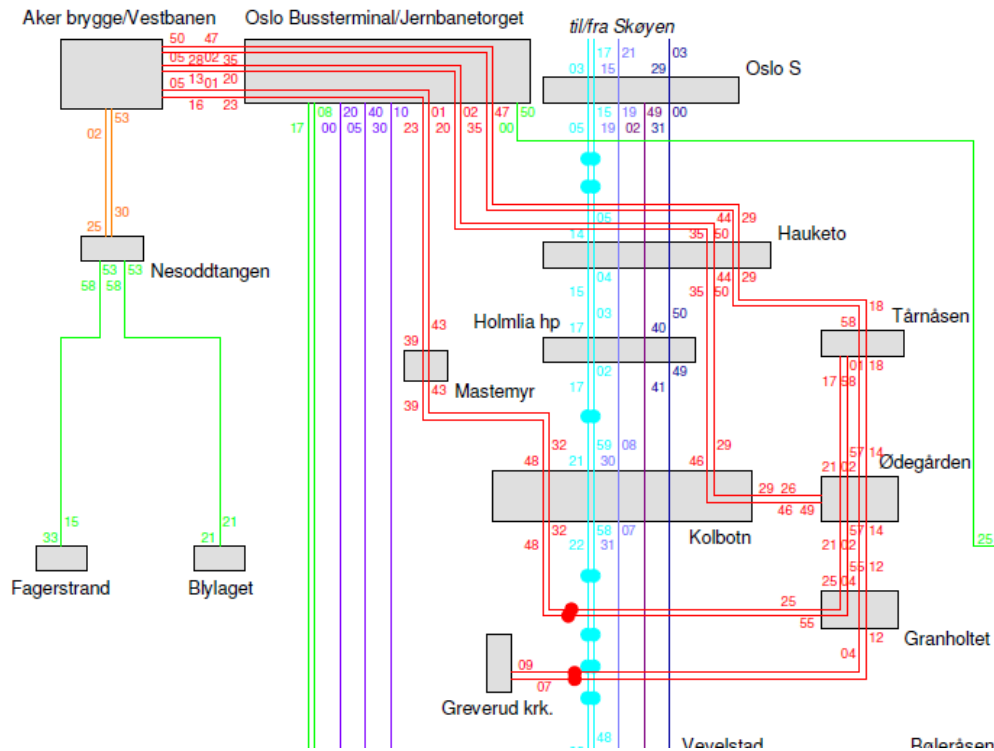 Aker brygge/Vestbanen
Oslo Bussterminal/Jernbanetorget
til/fra Skøyen
50 47
17 21 03
05 28 02 35
03 15 29
Oslo S
05 13 01 20
16 23
53
02
08 20 40 10
01 02 47 50
17 00 05 30
23 20 35 00
15 19 49 00
05 19 02 31
30
25
05
44 29
14
35 50
Hauketo
Nesoddtangen
53 53
58 58
04
44 29
15
35 50
03
50
18
Holmlia hp
17
40
58
Tårnåsen
43
39
02
49
01 18
17
41
17 58
Mastemyr
43
39
32
59 08
29
57 14
48
21 30
46
21 02
Ødegården
29 26
46 49
15
21
33
21
32
58 07
57 14
48
22 31
Kolbotn
21 02
25
Fagerstrand
Blylaget
55 12
25 04
25
55
12
Granholtet
04
09
07
Greverud krk.
48
Vevelstad
Bøleråsen